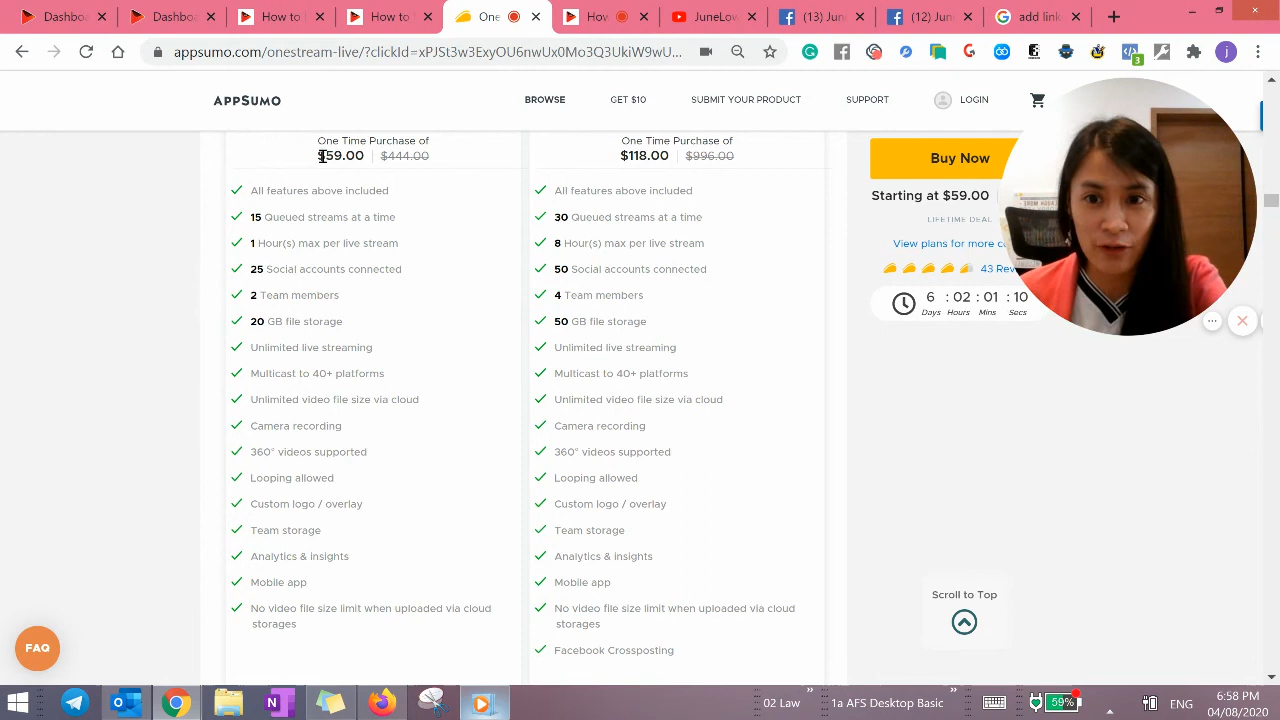 Dashbo
Dashbo
How to
How to
One
How
JuneLow
(13) Jun
(12) June
add link
appsumo.com/onestream-live/?clickId=xPJSt3w3ExyOU6nwUx0Mo3Q3UkiW9wU...
3
j
APPSUMO
BROWSE
GET $10
SUBMIT YOUR PRODUCT
SUPPORT
LOGIN
One Time Purchase of
$59.00 | $444.00
All features above included
15 Queued streams at a time
1 Hour(s) max per live stream
25 Social accounts connected
2 Team members
20 GB file storage
Unlimited live streaming
Multicast to 40+ platforms
Unlimited video file size via cloud
Camera recording
360° videos supported
Looping allowed
Custom logo / overlay
Team storage
Analytics & insights
Mobile app
No video file size limit when uploaded via cloud
storages
One Time Purchase of
$118.00 | $996.00
All features above included
30 Queued streams at a time
8 Hour(s) max per live stream
50 Social accounts connected
4 Team members
50 GB file storage
Unlimited live streaming
Multicast to 40+ platforms
Unlimited video file size via cloud
Camera recording
360° videos supported
Looping allowed
Custom logo / overlay
Team storage
Analytics & insights
Mobile app
No video file size limit when uploaded via cloud
storages
Facebook Crossposting
Buy Now
Starting at $59.00
LIFETIME DEAL
View plans for more
43 Rev
6 : 02 : 01 : 10
Days Hours Mins Secs
Scroll to Top
FAQ
02 Law
1a AFS Desktop Basic
59%
ENG
6:58 PM
04/08/2020